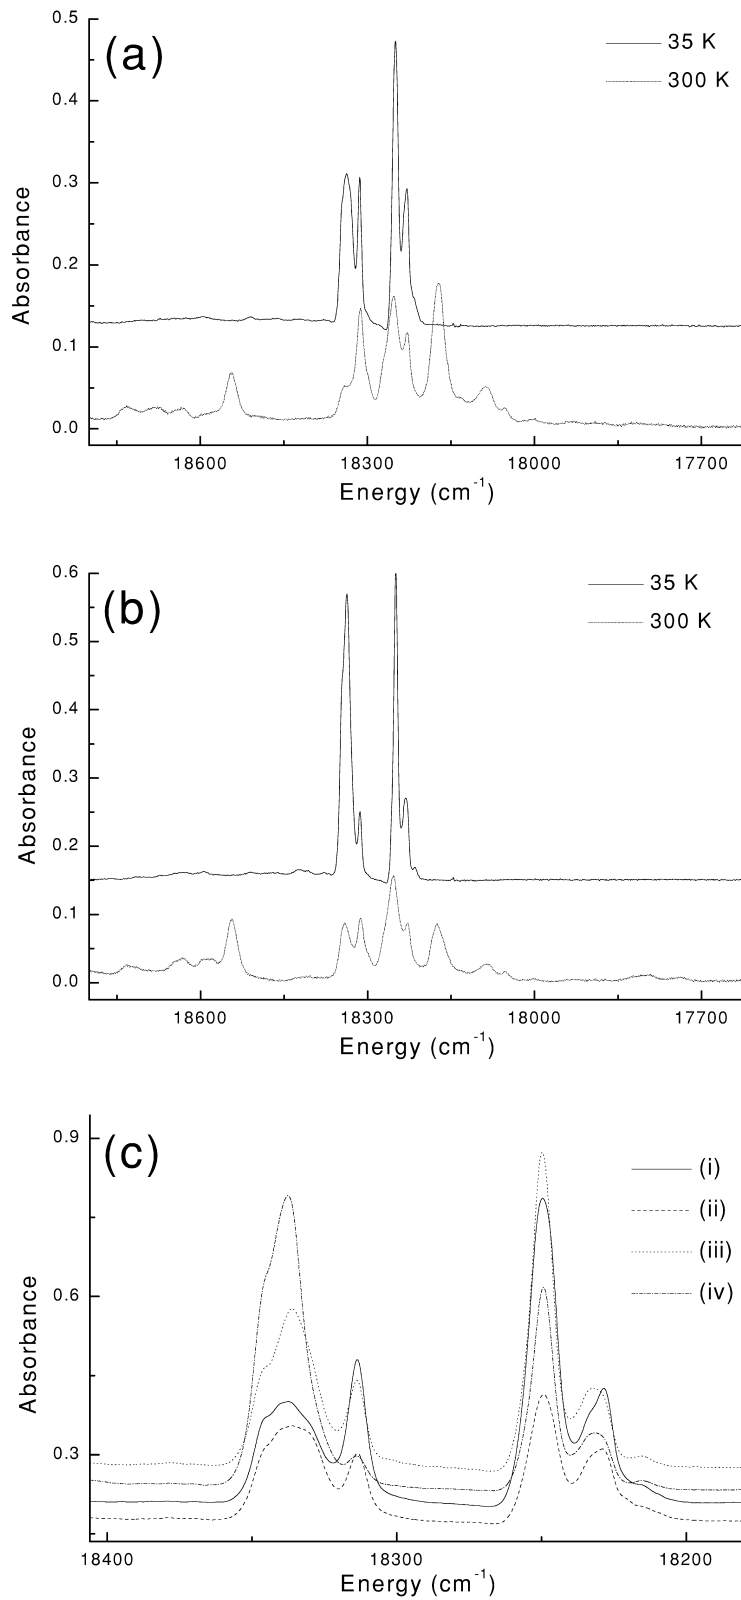 (a)
35 K
300 K
0.5
0.4
0.3
0.2
0.1
0.0
Absorbance
18600 18300 18000 17700
Energy (cm-1)
(b)
35 K
300 K
0.6
0.5
0.4
0.3
0.2
0.1
0.0
Absorbance
18600 18300 18000 17700
Energy (cm-1)
(c)
(i)
(ii)
(iii)
(iv)
0.9
0.6
0.3
Absorbance
18400 18300 18200
Energy (cm-1)